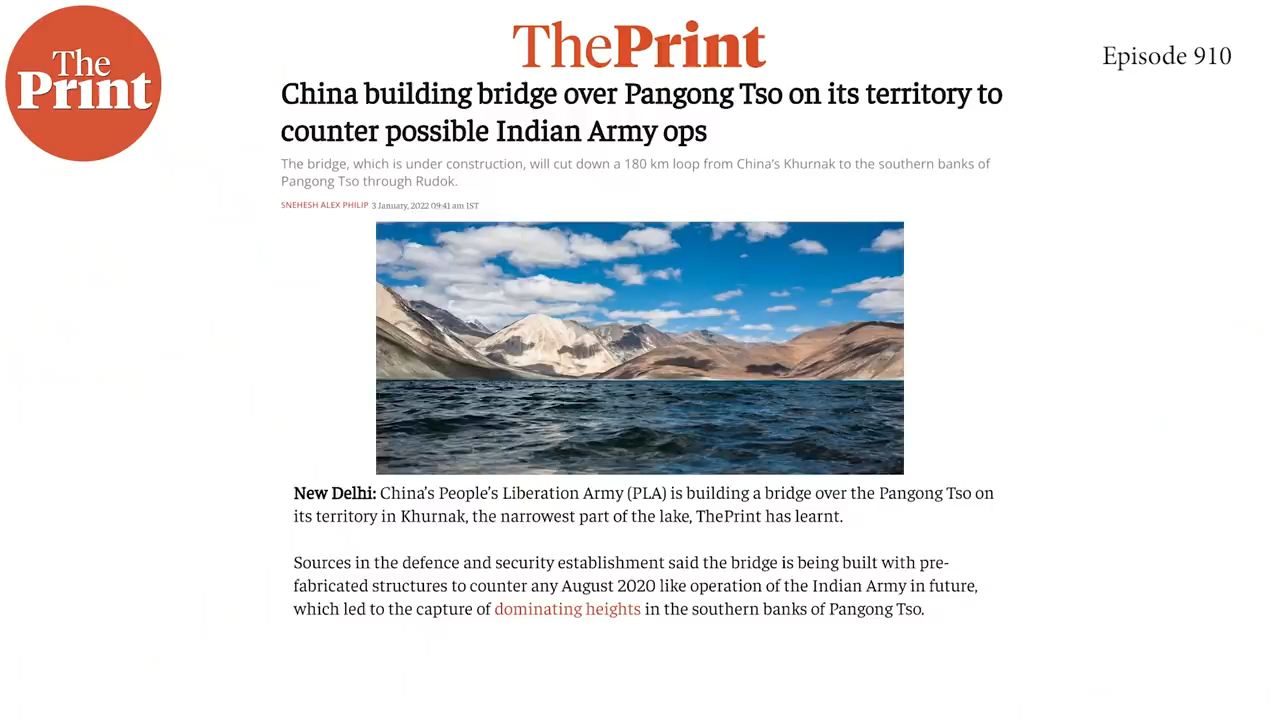 The
Print
ThePrint
Episode 910
China building bridge over Pangong Tso on its territory to
counter possible Indian Army ops
The bridge, which is under construction, will cut down a 180 km loop from China's Khurnak to the southern banks of
Pangong Tso through Rudok.
SNEHESH ALEX PHILIP 3 January, 2022 09:41 am IST
New Delhi: China's People's Liberation Army (PLA) is building a bridge over the Pangong Tso on
its territory in Khurnak, the narrowest part of the lake, ThePrint has learnt.
Sources in the defence and security establishment said the bridge is being built with pre-
fabricated structures to counter any August 2020 like operation of the Indian Army in future,
which led to the capture of dominating heights in the southern banks of Pangong Tso.